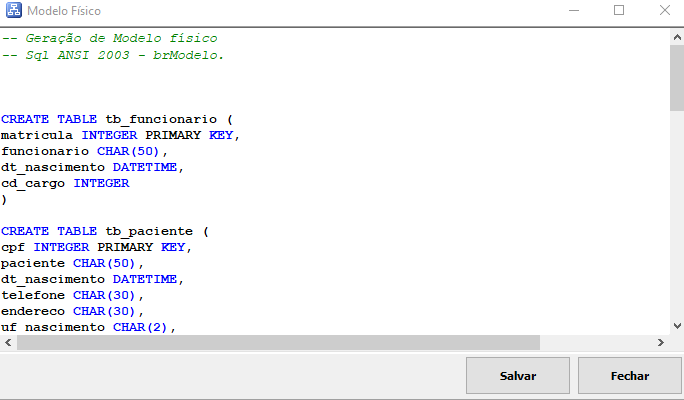 Modelo Físico
-- Geração de Modelo físico
-- Sql ANSI 2003 - brModelo.
CREATE TABLE tb_funcionario (
matricula INTEGER PRIMARY KEY,
funcionario CHAR(50),
dt_nascimento DATETIME,
cd_cargo INTEGER
)
CREATE TABLE tb_paciente (
cpf INTEGER PRIMARY KEY,
paciente CHAR(50),
dt_nascimento DATETIME,
telefone CHAR(30),
endereco CHAR(30),
uf_nascimento CHAR(2),
Salvar
Fechar